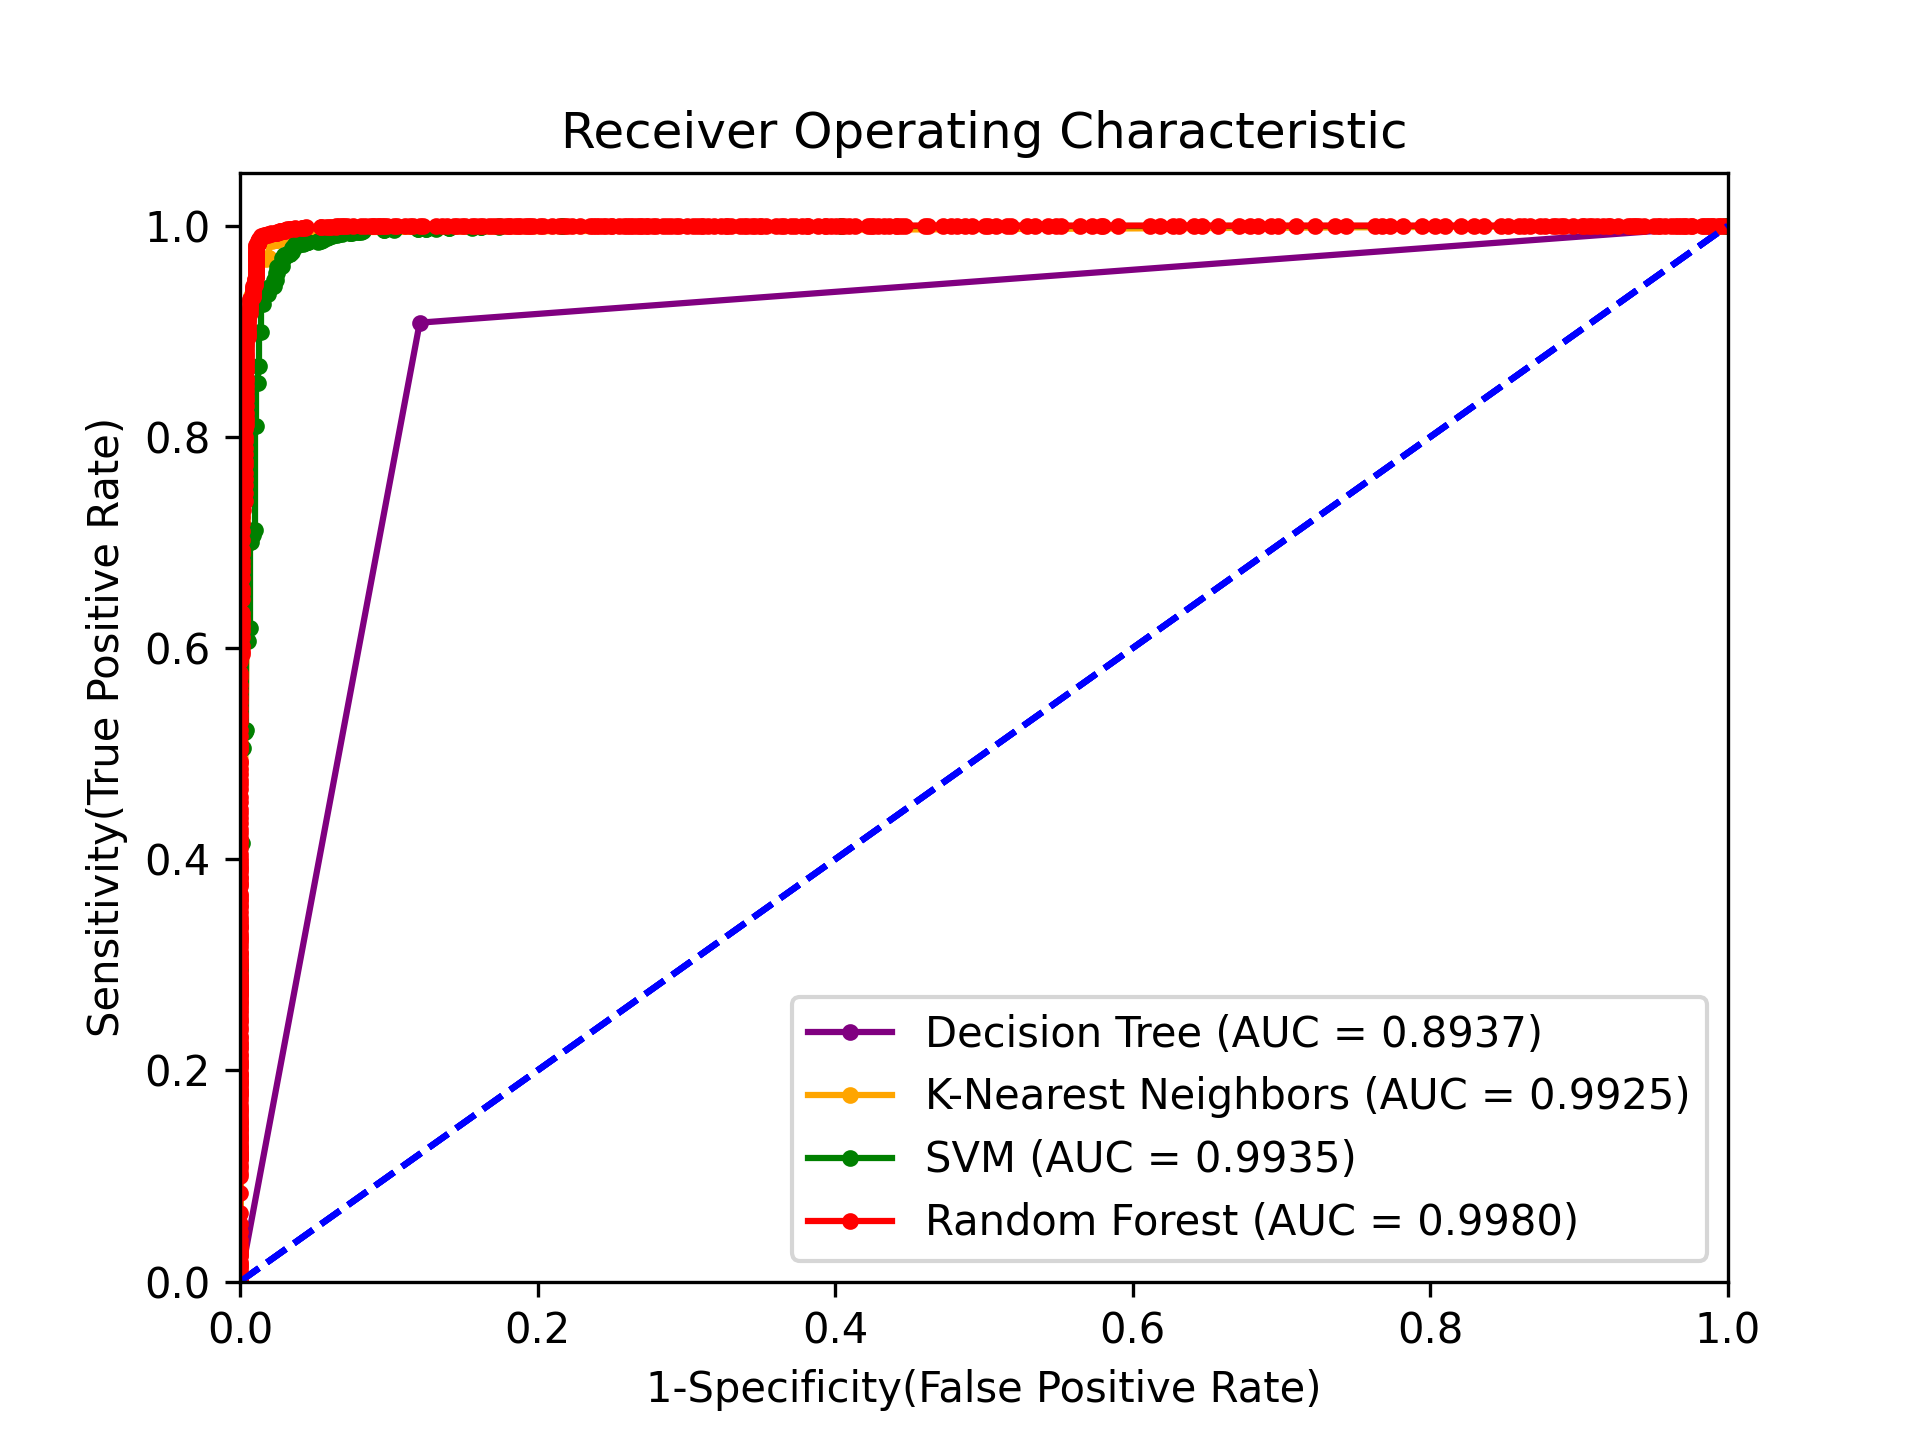 Receiver Operating Characteristic
Sensitivity(True Positive Rate)
1.0
0.8
0.6
0.4
0.2
0.0
Decision Tree (AUC = 0.8937)
K-Nearest Neighbors (AUC = 0.9925)
SVM (AUC = 0.9935)
Random Forest (AUC = 0.9980)
0.0 0.2 0.4 0.6 0.8 1.0
1-Specificity(False Positive Rate)